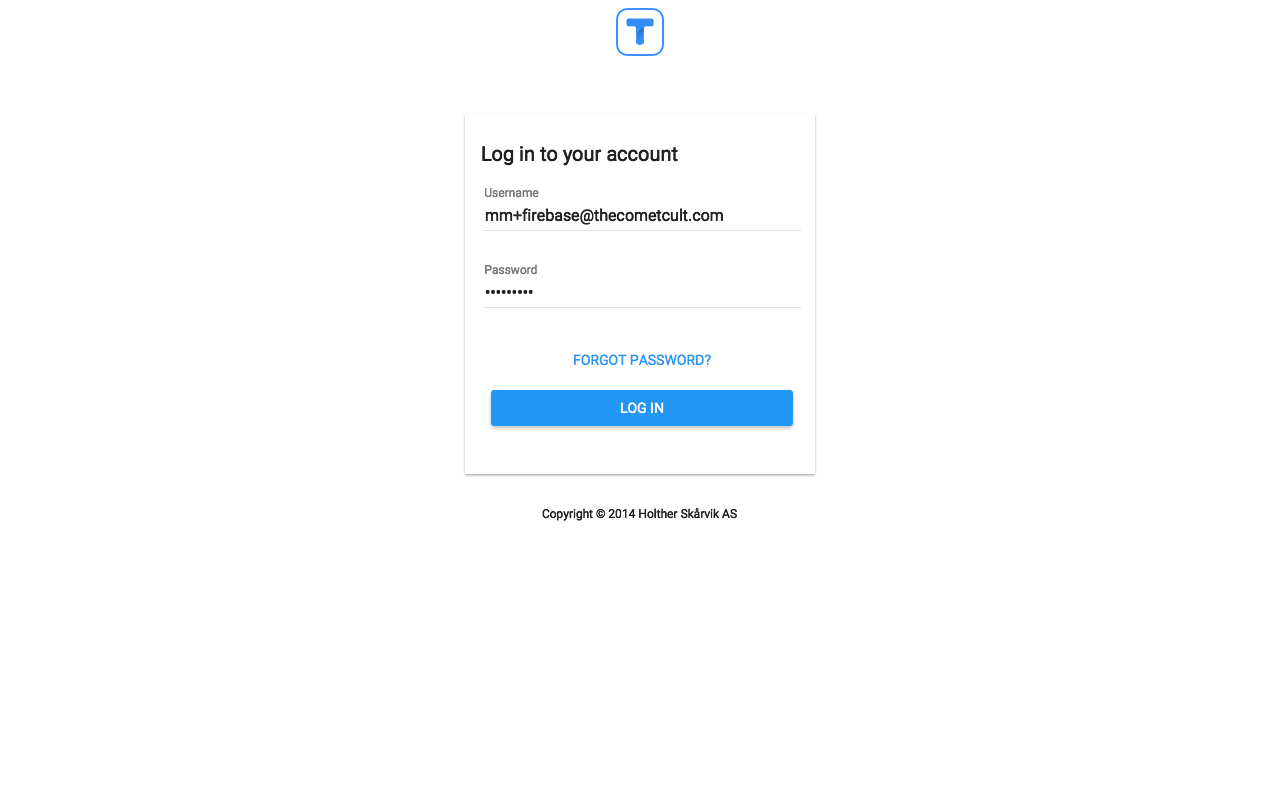 T
Log in to your account
Username
mm+firebase@thecometcult.com
Password
•••••••••
FORGOT PASSWORD?
LOG IN
Copyright © 2014 Holther Skårvik AS